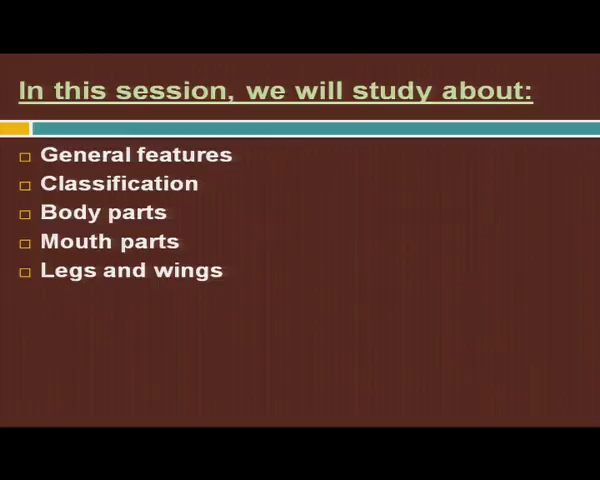 In this session, we will study about:
General features
Classification
Body parts
Mouth parts
Legs and wings